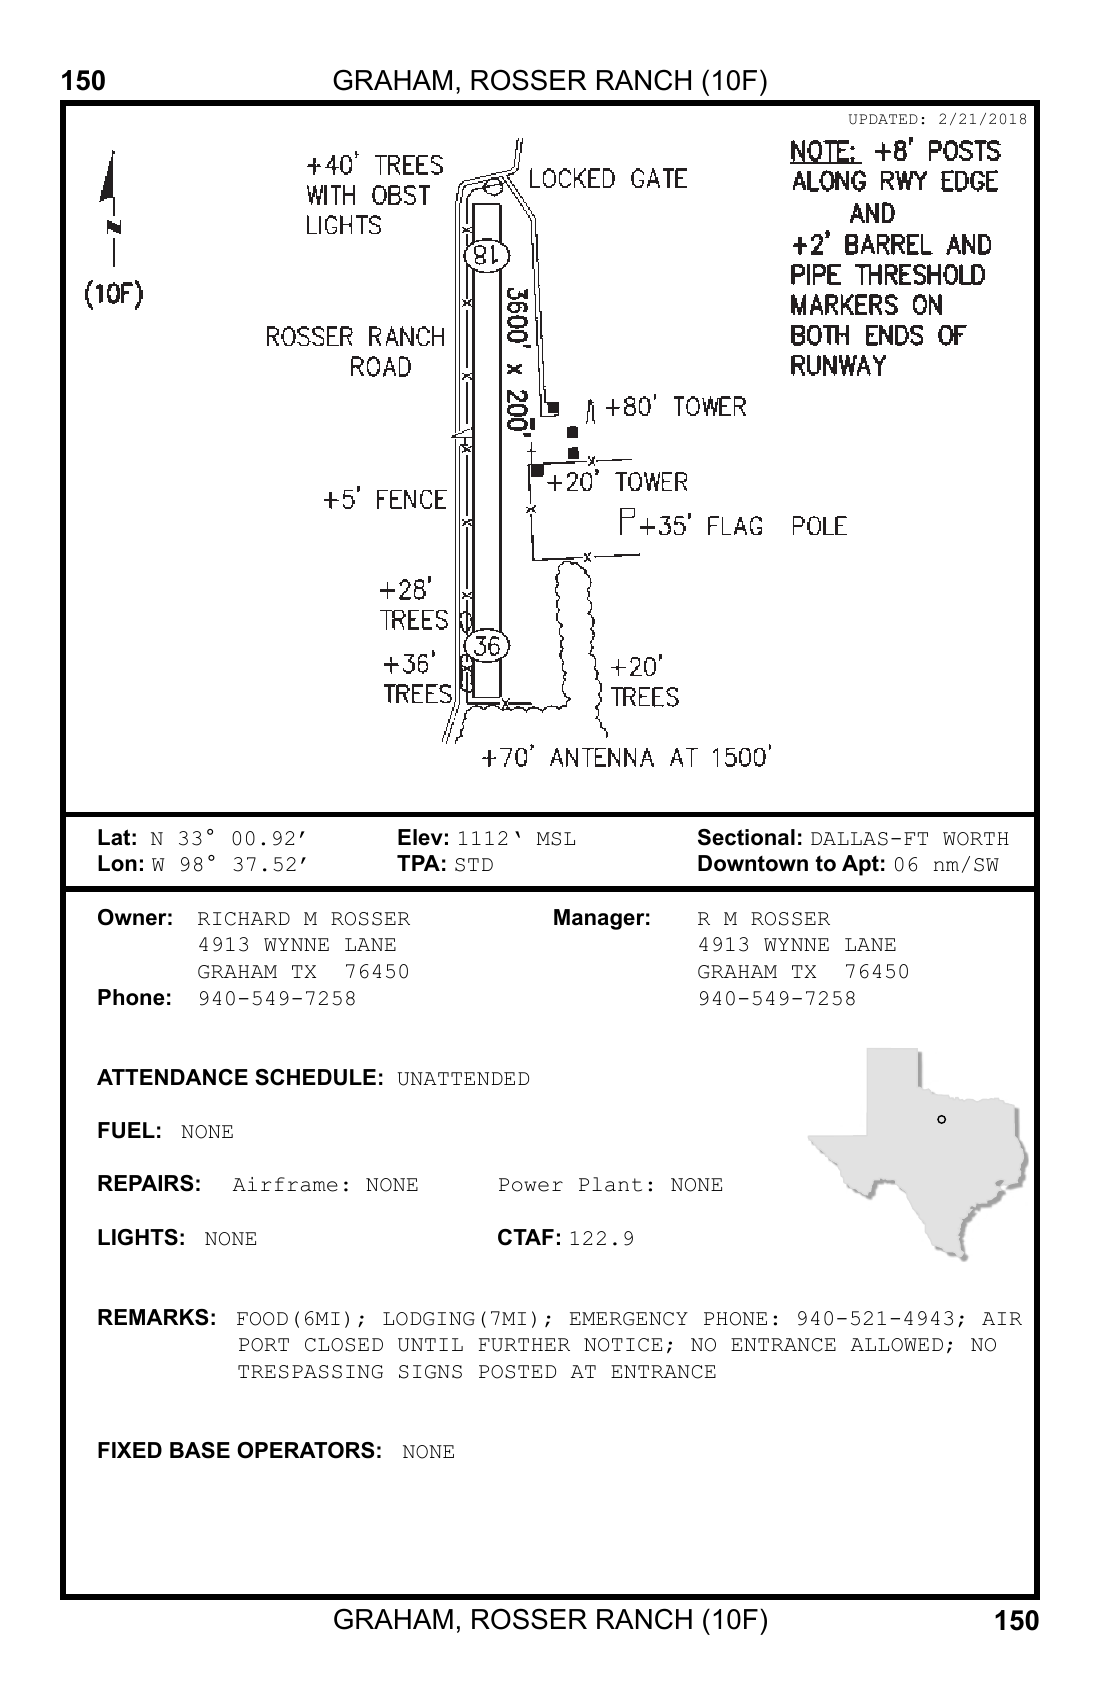 150 GRAHAM, ROSSER RANCH (10F)
UPDATED: 2/21/2018
+40' TREES
WITH OBST
LIGHTS
LOCKED GATE
NOTE: +8' POSTS
ALONG RWY EDGE
AND
+2' BARREL AND
PIPE THRESHOLD
MARKERS ON
BOTH ENDS OF
RUNWAY
N
(10F)
18
3600' x 200'
ROSSER RANCH
ROAD
+80' TOWER
+20' TOWER
+5' FENCE
+35' FLAG POLE
+28'
TREES
36
+36'
TREES
+20'
TREES
+70' ANTENNA AT 1500'
Lat: N 33° 00.92′ Elev: 1112‘ MSL Sectional: DALLAS-FT WORTH
Lon: W 98° 37.52′ TPA: STD Downtown to Apt: 06 nm/SW
Owner: RICHARD M ROSSER Manager: R M ROSSER
4913 WYNNE LANE 4913 WYNNE LANE
GRAHAM TX 76450 GRAHAM TX 76450
Phone: 940-549-7258 940-549-7258
ATTENDANCE SCHEDULE: UNATTENDED
FUEL: NONE
REPAIRS: Airframe: NONE Power Plant: NONE
LIGHTS: NONE CTAF: 122.9
REMARKS: FOOD(6MI); LODGING(7MI); EMERGENCY PHONE: 940-521-4943; AIR
PORT CLOSED UNTIL FURTHER NOTICE; NO ENTRANCE ALLOWED; NO
TRESPASSING SIGNS POSTED AT ENTRANCE
FIXED BASE OPERATORS: NONE
GRAHAM, ROSSER RANCH (10F) 150